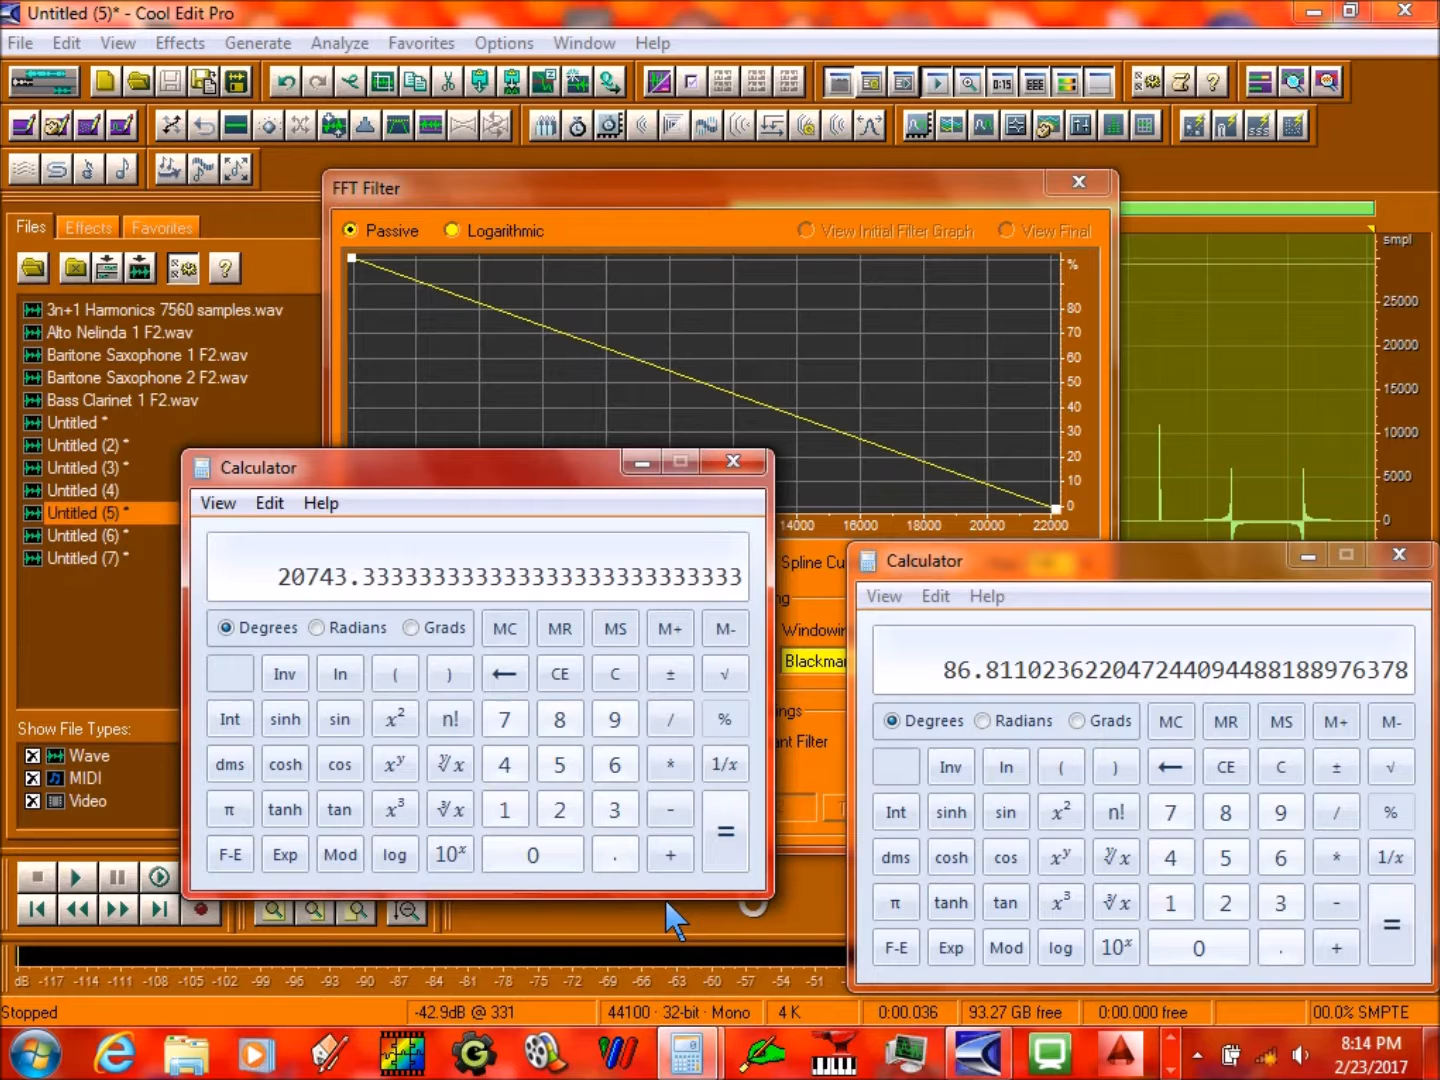 Untitled (5)* - Cool Edit Pro
File Edit View Effects Generate Analyze Favorites Options Window Help
0:15
FFT Filter
Passive Logarithmic View Initial Filter Graph View Final
Files Effects Favorites
3n+1 Harmonics 7560 samples.wav
Alto Nelinda 1 F2.wav
Baritone Saxophone 1 F2.wav
Baritone Saxophone 2 F2.wav
Bass Clarinet 1 F2.wav
Untitled *
Untitled (2) *
Untitled (3) *
Untitled (4)
Untitled (5) *
Untitled (6) *
Untitled (7) *
Show File Types:
Wave
MIDI
Video
%
80
70
60
50
40
30
20
10
0
14000 16000 18000 20000 22000
smpl
25000
20000
15000
10000
5000
0
Spline Cu
ng
Windowin
Blackmar
ngs
ant Filter
Calculator
View Edit Help
20743.333333333333333333333333333
Degrees Radians Grads MC MR MS M+ M-
Inv ln ( ) ← CE C ± √
Int sinh sin x² n! 7 8 9 / %
dms cosh cos xʸ ʸ√x 4 5 6 * 1/x
π tanh tan x³ ³√x 1 2 3 - =
F-E Exp Mod log 10ˣ 0 . +
Calculator
View Edit Help
86.811023622047244094488188976378
Degrees Radians Grads MC MR MS M+ M-
Inv ln ( ) ← CE C ± √
Int sinh sin x² n! 7 8 9 / %
dms cosh cos xʸ ʸ√x 4 5 6 * 1/x
π tanh tan x³ ³√x 1 2 3 - =
F-E Exp Mod log 10ˣ 0 . +
dB -117 -114 -111 -108 -105 -102 -99 -96 -93 -90 -87 -84 -81 -78 -75 -72 -69 -66 -63 -60 -57 -54 -51
Stopped -42.9dB @ 331 44100 · 32-bit · Mono 4 K 0:00.036 93.27 GB free 0:00.000 free 00.0% SMPTE
8:14 PM
2/23/2017